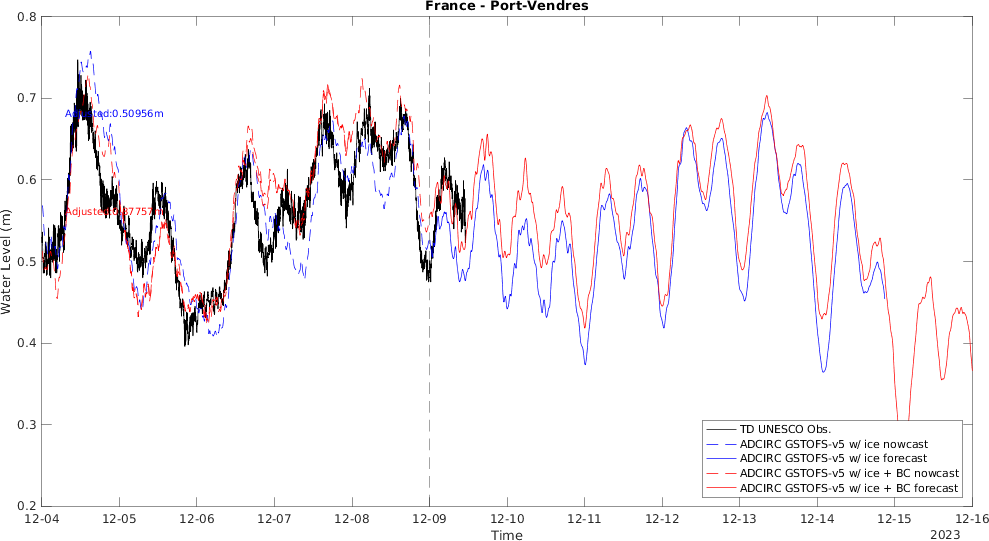 France - Port-Vendres
0.8
0.7
0.6
0.5
0.4
0.3
0.2
Water Level (m)
Adjusted:0.50956m
12-04
12-05
12-06
12-07
12-08
12-09
12-10
12-11
12-12
12-13
12-14
12-15
12-16
Time
2023
TD UNESCO Obs.
ADCIRC GSTOFS-v5 w/ ice nowcast
ADCIRC GSTOFS-v5 w/ ice forecast
ADCIRC GSTOFS-v5 w/ ice + BC nowcast
ADCIRC GSTOFS-v5 w/ ice + BC forecast